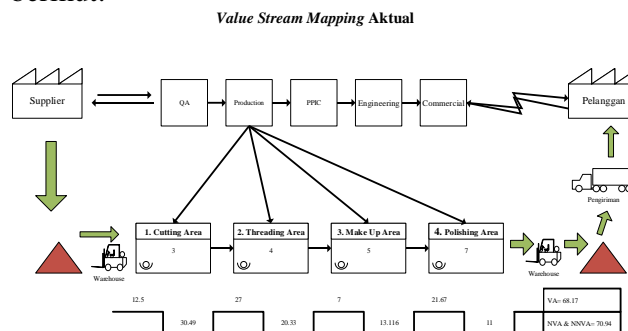 Value Stream Mapping Aktual
Supplier
QA
Production
PPIC
Engineering
Commercial
Pelanggan
Pengiriman
1. Cutting Area
3
2. Threading Area
4
3. Make Up Area
5
4. Polishing Area
7
Warehouse
Warehouse
12.5
27
7
21.67
VA= 68.17
30.49
20.33
13.116
11
NVA & NNVA= 70.94